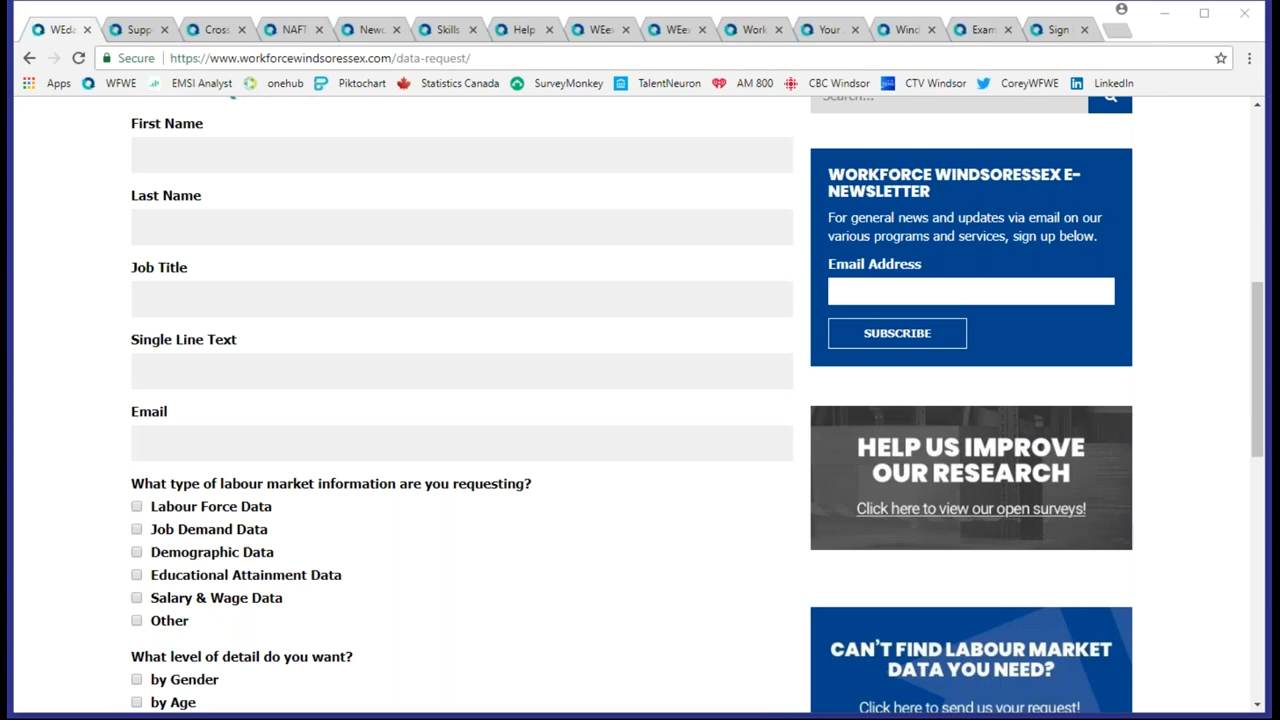 WEda
Supp
Cross
NAFT
Newc
Skills
Help
WEex
WEex
Work
Your
Wind
Exam
Sign
Secure
https://www.workforcewindsoressex.com/data-request/
Apps
WFWE
EMSI Analyst
onehub
Piktochart
Statistics Canada
SurveyMonkey
TalentNeuron
AM 800
CBC Windsor
CTV Windsor
CoreyWFWE
LinkedIn
First Name
Last Name
Job Title
Single Line Text
Email
What type of labour market information are you requesting?
Labour Force Data
Job Demand Data
Demographic Data
Educational Attainment Data
Salary & Wage Data
Other
What level of detail do you want?
by Gender
by Age
Search...
WORKFORCE WINDSORESSEX E-
NEWSLETTER
For general news and updates via email on our
various programs and services, sign up below.
Email Address
SUBSCRIBE
HELP US IMPROVE
OUR RESEARCH
Click here to view our open surveys!
CAN'T FIND LABOUR MARKET
DATA YOU NEED?
Click here to send us your request!